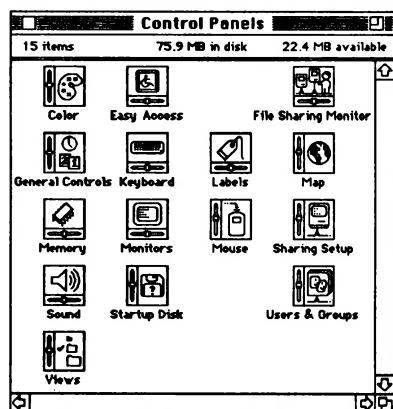 Control Panels
15 items 75.9 MB in disk 22.4 MB available
Color Easy Access File Sharing Monitor
General Controls Keyboard Labels Map
Memory Monitors Mouse Sharing Setup
Sound Startup Disk Users & Groups
Views